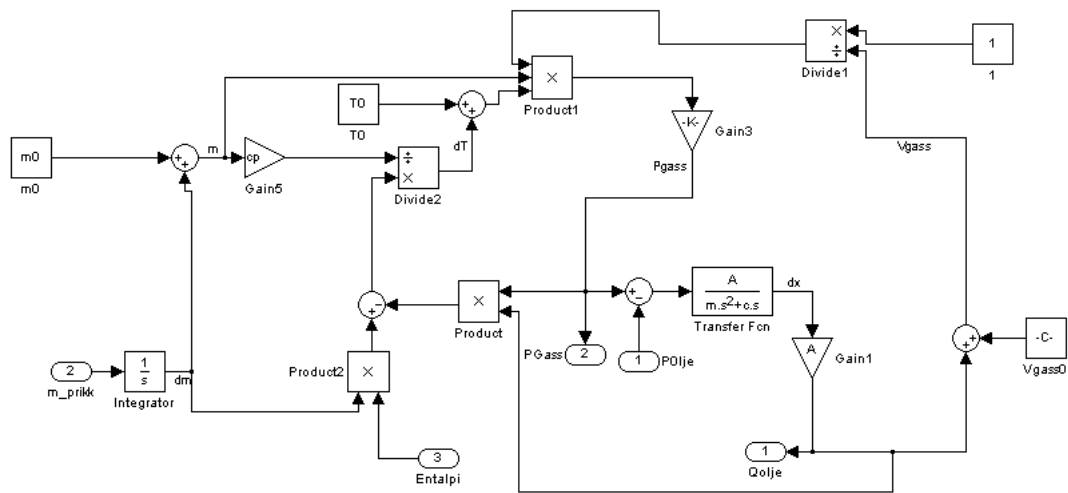 ×
÷
Divide1
1
1
T0
T0
×
Product1
-K-
Gain3
m0
m0
m
cp
Gain5
÷
×
Divide2
dT
Pgass
Vgass
×
Product
A
m.s²+c.s
Transfer Fcn
dx
PGass
2
1
POlje
A
Gain1
-C-
Vgass0
2
m_prikk
1
s
Integrator
dm
Product2
×
3
Entalpi
1
Qolje